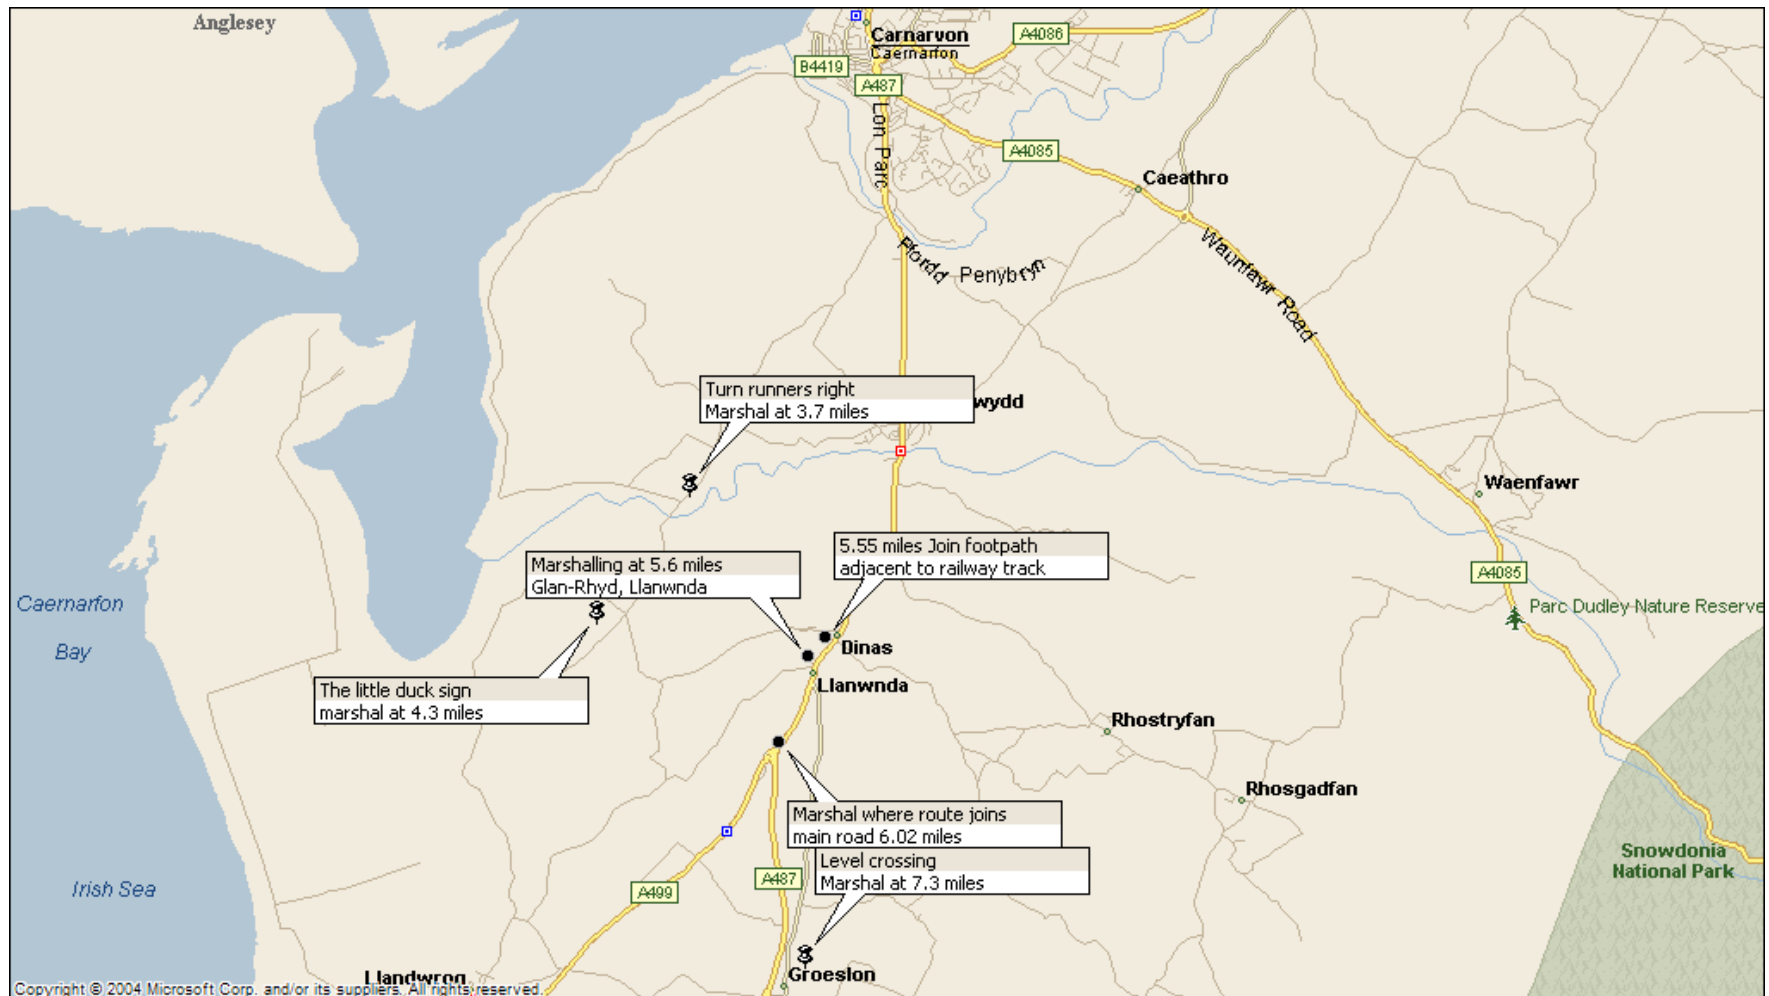 Anglesey
Carnarvon
Caernarfon
A4086
B4419
A487
Lon Parc
A4085
Caeathro
Ffordd Penybryn
Waunfawr Road
Turn runners right
Marshal at 3.7 miles
wydd
Waenfawr
5.55 miles Join footpath
adjacent to railway track
Marshalling at 5.6 miles
Glan-Rhyd, Llanwnda
A4085
Caernarfon
Bay
Parc Dudley Nature Reserve
Dinas
Llanwnda
The little duck sign
marshal at 4.3 miles
Rhostryfan
Rhosgadfan
Marshal where route joins
main road 6.02 miles
Level crossing
Marshal at 7.3 miles
Snowdonia
National Park
Irish Sea
A499
A487
Llandwrog
Groeslon
Copyright © 2004 Microsoft Corp. and/or its suppliers. All rights reserved.